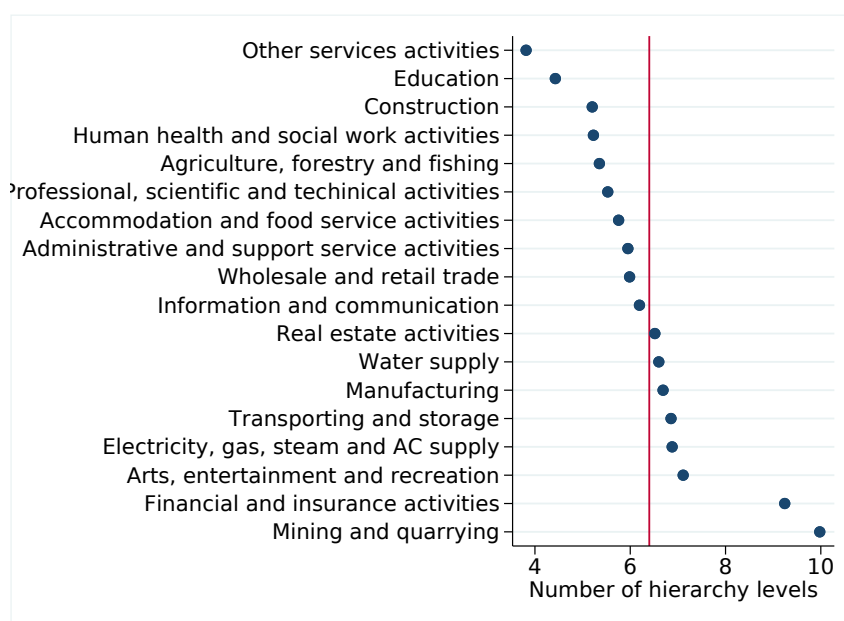 Other services activities
Education
Construction
Human health and social work activities
Agriculture, forestry and fishing
Professional, scientific and techinical activities
Accommodation and food service activities
Administrative and support service activities
Wholesale and retail trade
Information and communication
Real estate activities
Water supply
Manufacturing
Transporting and storage
Electricity, gas, steam and AC supply
Arts, entertainment and recreation
Financial and insurance activities
Mining and quarrying
4 6 8 10
Number of hierarchy levels